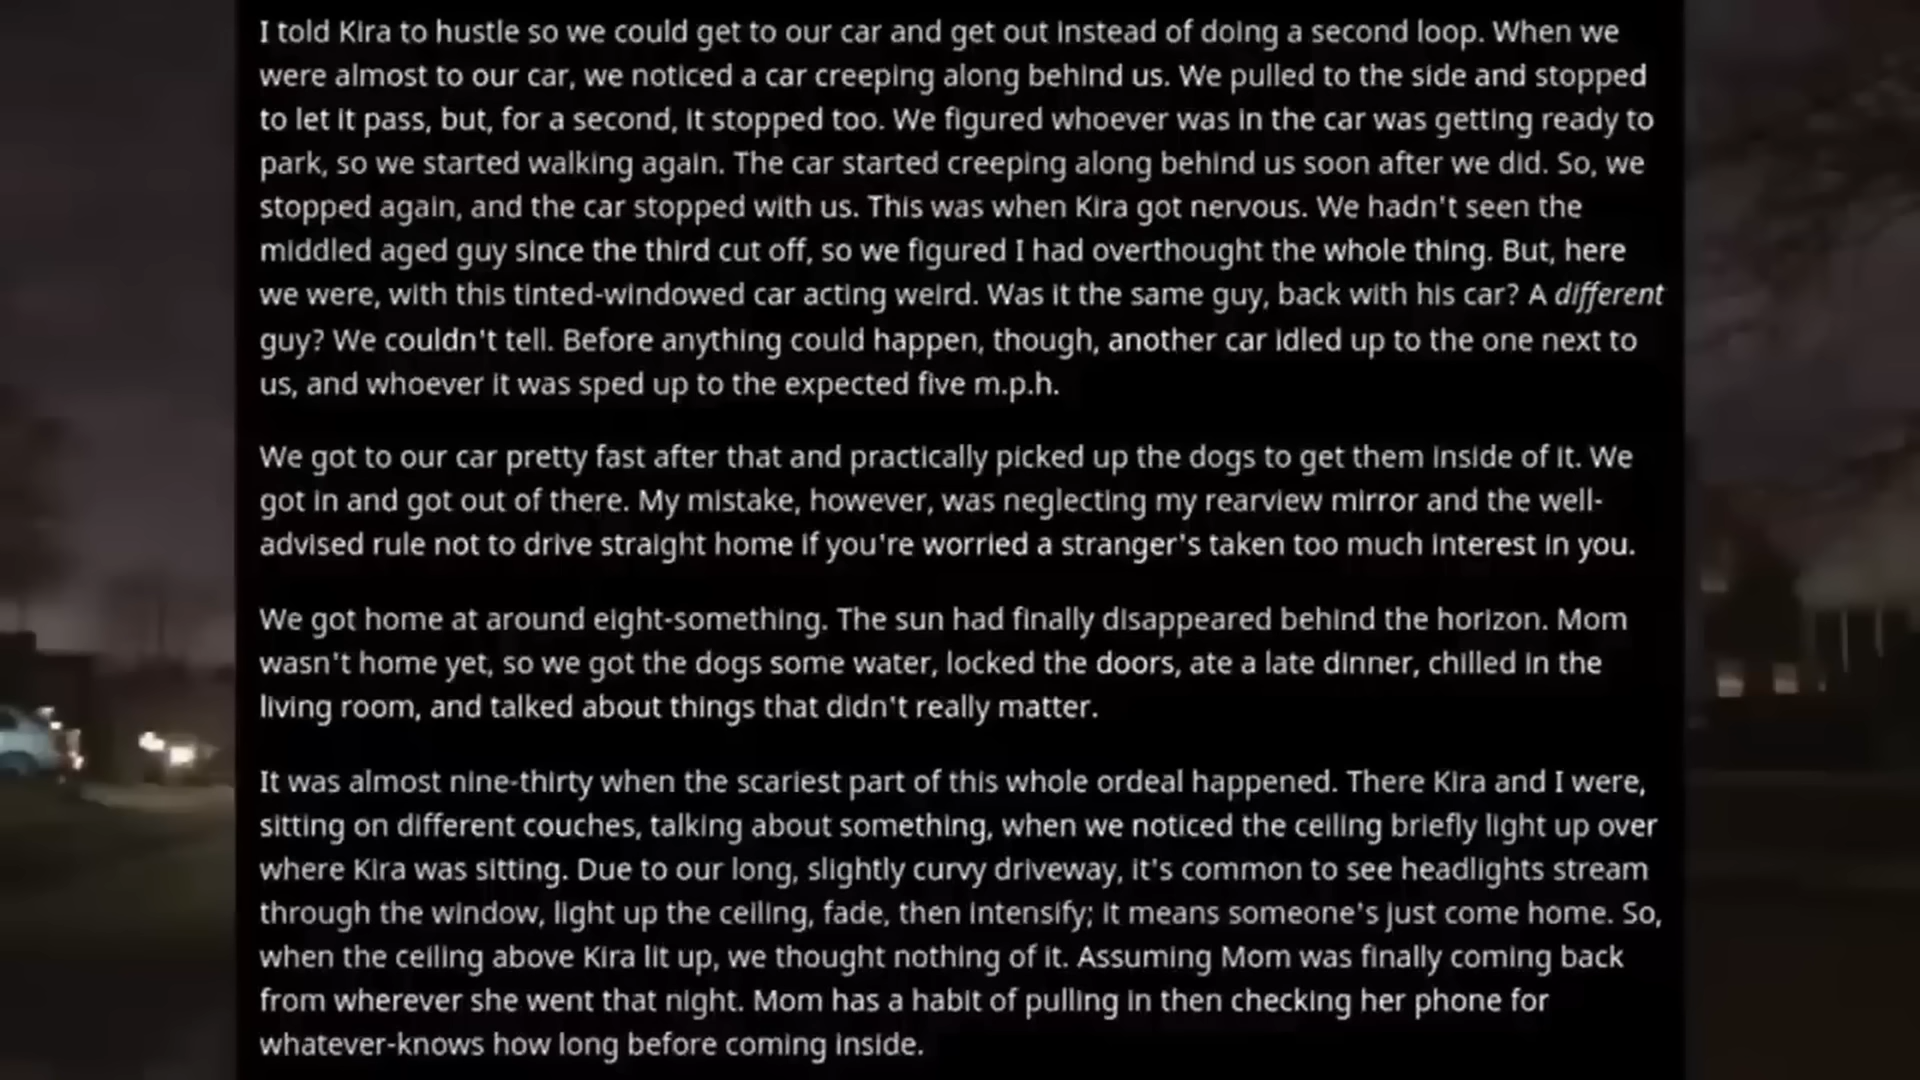 I told Kira to hustle so we could get to our car and get out instead of doing a second loop. When we
were almost to our car, we noticed a car creeping along behind us. We pulled to the side and stopped
to let it pass, but, for a second, it stopped too. We figured whoever was in the car was getting ready to
park, so we started walking again. The car started creeping along behind us soon after we did. So, we
stopped again, and the car stopped with us. This was when Kira got nervous. We hadn't seen the
middled aged guy since the third cut off, so we figured I had overthought the whole thing. But, here
we were, with this tinted-windowed car acting weird. Was it the same guy, back with his car? A different
guy? We couldn't tell. Before anything could happen, though, another car idled up to the one next to
us, and whoever it was sped up to the expected five m.p.h.
We got to our car pretty fast after that and practically picked up the dogs to get them inside of it. We
got in and got out of there. My mistake, however, was neglecting my rearview mirror and the well-
advised rule not to drive straight home if you're worried a stranger's taken too much interest in you.
We got home at around eight-something. The sun had finally disappeared behind the horizon. Mom
wasn't home yet, so we got the dogs some water, locked the doors, ate a late dinner, chilled in the
living room, and talked about things that didn't really matter.
It was almost nine-thirty when the scariest part of this whole ordeal happened. There Kira and I were,
sitting on different couches, talking about something, when we noticed the ceiling briefly light up over
where Kira was sitting. Due to our long, slightly curvy driveway, it's common to see headlights stream
through the window, light up the ceiling, fade, then intensify; it means someone's just come home. So,
when the ceiling above Kira lit up, we thought nothing of it. Assuming Mom was finally coming back
from wherever she went that night. Mom has a habit of pulling in then checking her phone for
whatever-knows how long before coming inside.